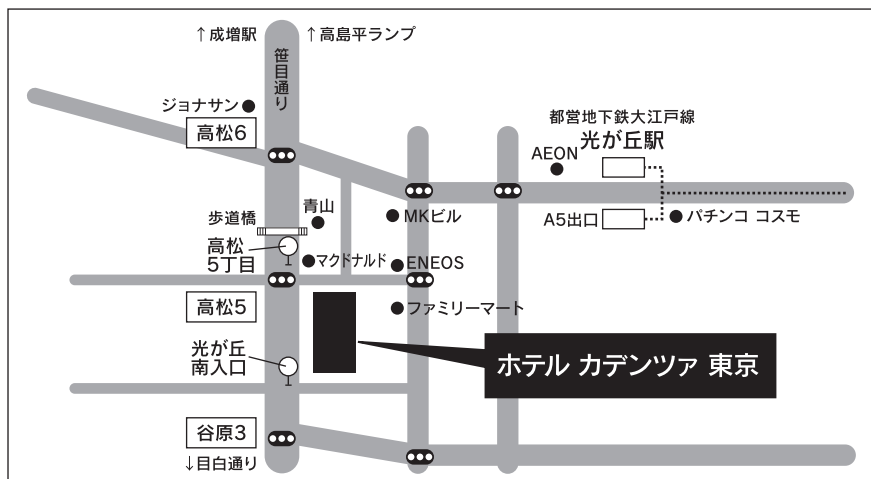 ↑成増駅
↑高島平ランプ
笹目通り
ジョナサン
高松6
都営地下鉄大江戸線
光が丘駅
AEON
青山
歩道橋
MKビル
A5出口
パチンコ コスモ
高松
5丁目
マクドナルド
ENEOS
高松5
ファミリーマート
光が丘
南入口
ホテル カデンツァ 東京
谷原3
↓目白通り